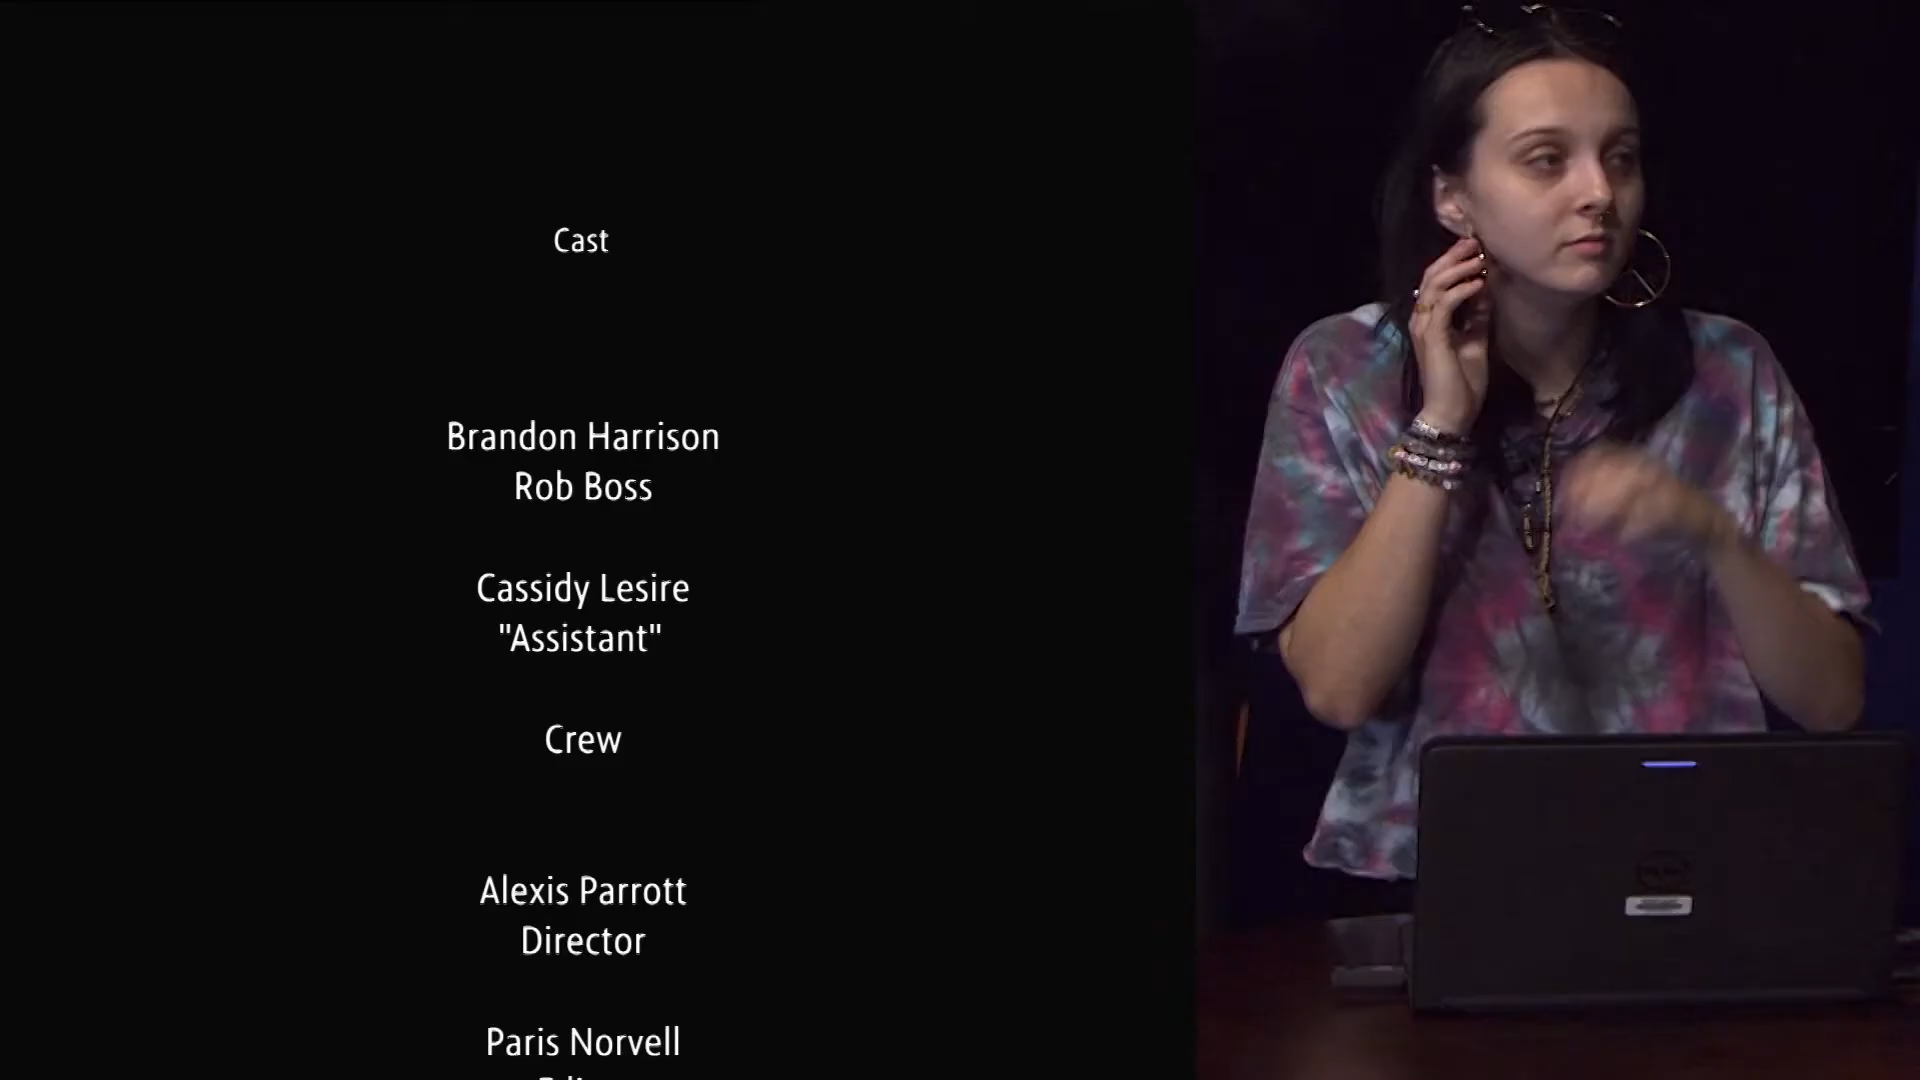 Cast
Brandon Harrison
Rob Boss
Cassidy Lesire
"Assistant"
Crew
Alexis Parrott
Director
Paris Norvell